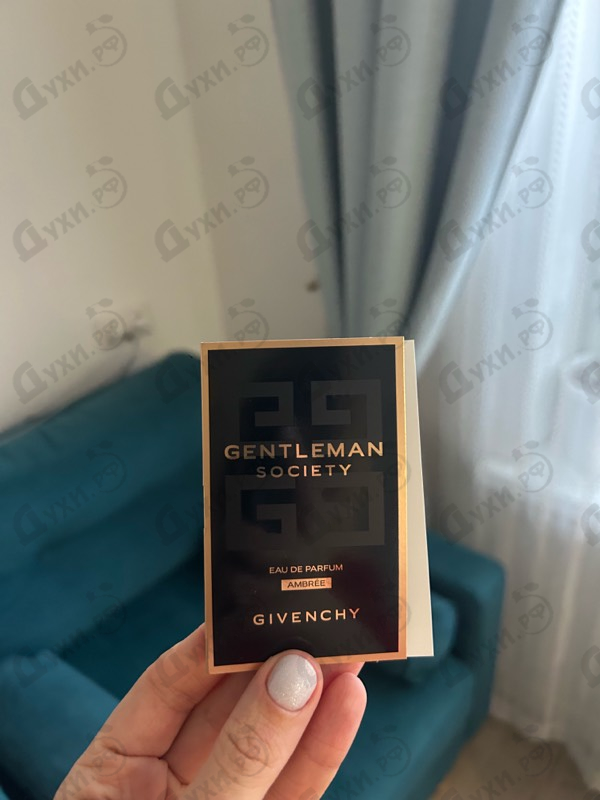 GENTLEMAN
SOCIETY
EAU DE PARFUM
AMBRÉE
GIVENCHY
Духи.рф